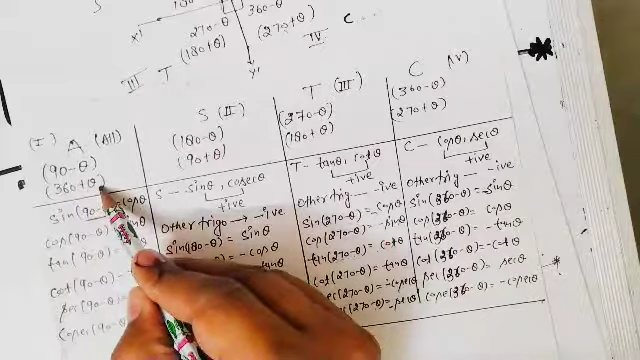 S
180
X'
270-θ
(180+θ)
III T
360-θ
(270+θ)
IV C
Y'
(I) A (All)
(90-θ)
(360+θ)
sin(90-θ) cosθ
cos(90-θ) sinθ
tan(90-θ)
cot(90-θ)
sec(90-θ)
cosec(90-θ)
S (II)
(180-θ)
(90+θ)
S - sinθ, cosecθ
+ive
Other trigo → -ive
sin(180-θ) = sinθ
= -cosθ
tanθ
T (III)
(270-θ)
(180+θ)
T - tanθ, cotθ
+ive
Other trig -ive
sin(270-θ) = -cosθ
cos(270-θ) = -sinθ
tan(270-θ) = cotθ
cot(270-θ) = tanθ
sec(270-θ) = -cosecθ
(270-θ) = secθ
C (IV)
(360-θ)
(270+θ)
C - cosθ, secθ
+ive
Other trig -ive
sin(360-θ) = -sinθ
cos(360-θ) = cosθ
tan(360-θ) = -tanθ
cot(360-θ) = -cotθ
sec(360-θ) = secθ
cosec(360-θ) = -cosecθ